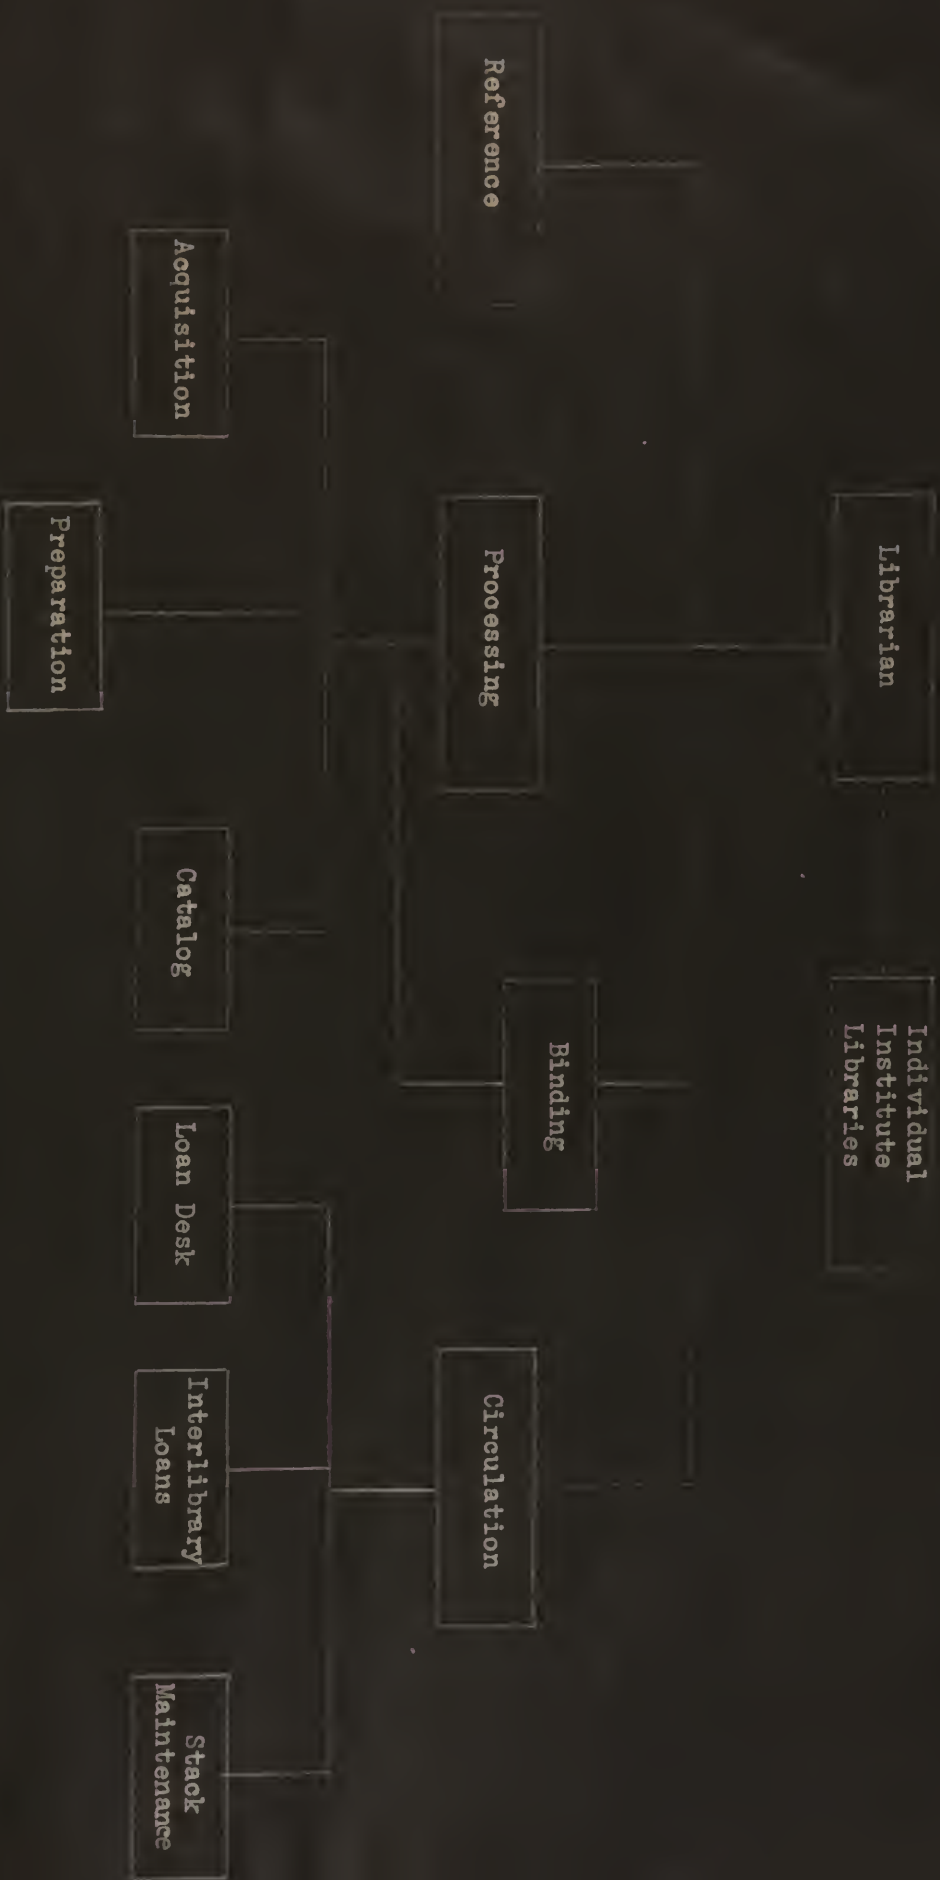 Librarian
Individual
Institute
Libraries
Reference
Processing
Binding
Circulation
Acquisition
Preparation
Catalog
Loan Desk
Interlibrary
Loans
Stack
Maintenance